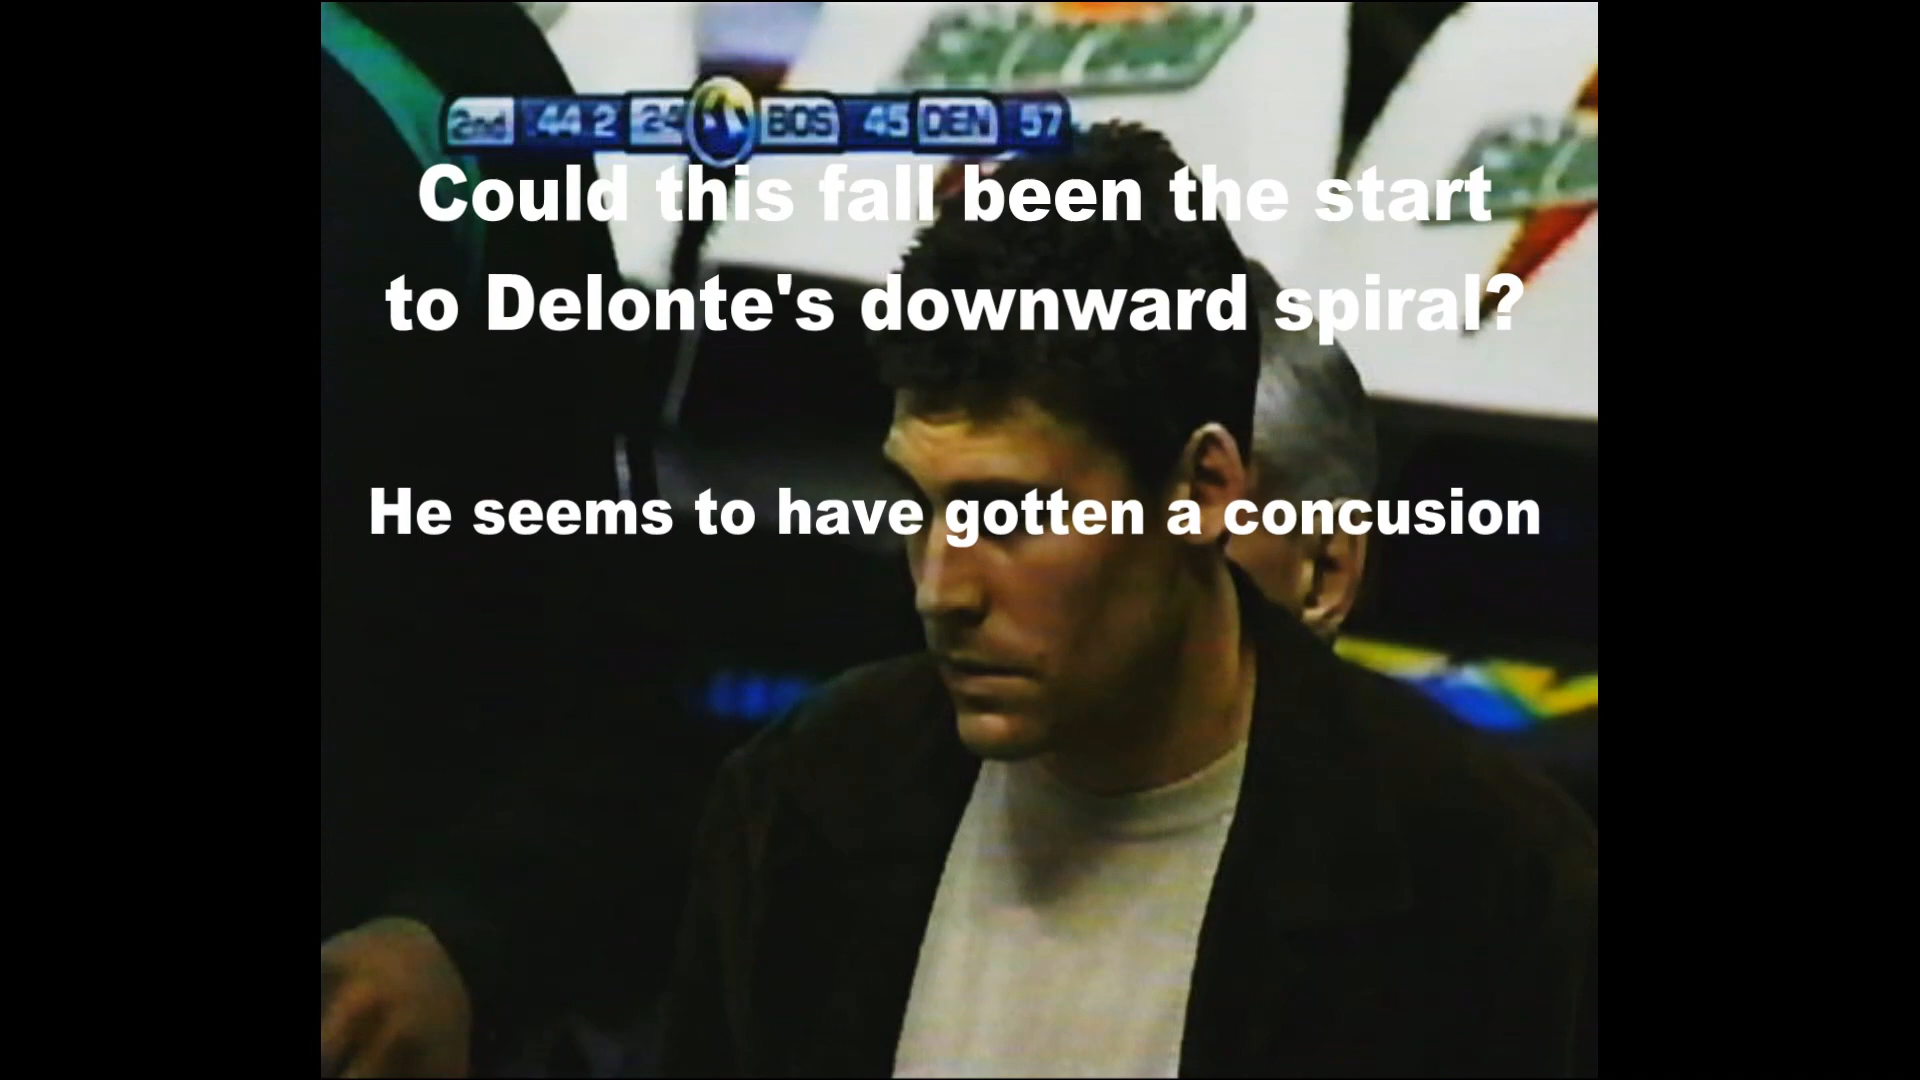 2nd :44.2 24 BOS 45 DEN 57
Could this fall been the start
to Delonte's downward spiral?
He seems to have gotten a concusion